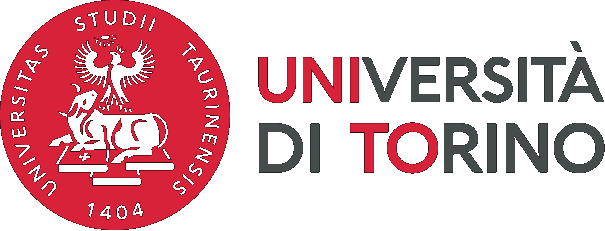 UNIVERSITAS STUDII TAURINENSIS
1404
UNIVERSITÀ
DI TORINO